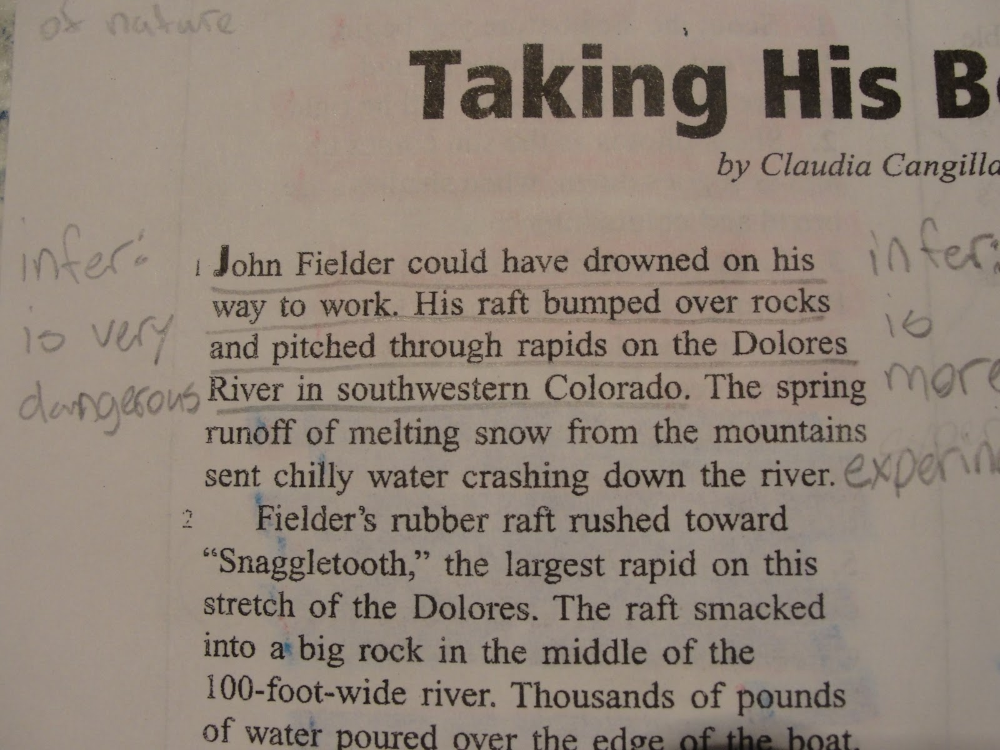 of nature
Taking His B
by Claudia Cangilla
infer:
is very
dangerous
1 John Fielder could have drowned on his
way to work. His raft bumped over rocks
and pitched through rapids on the Dolores
River in southwestern Colorado. The spring
runoff of melting snow from the mountains
sent chilly water crashing down the river.
infer:
is
more
experin
2 Fielder's rubber raft rushed toward
“Snaggletooth,” the largest rapid on this
stretch of the Dolores. The raft smacked
into a big rock in the middle of the
100-foot-wide river. Thousands of pounds
of water poured over the edge of the boat.